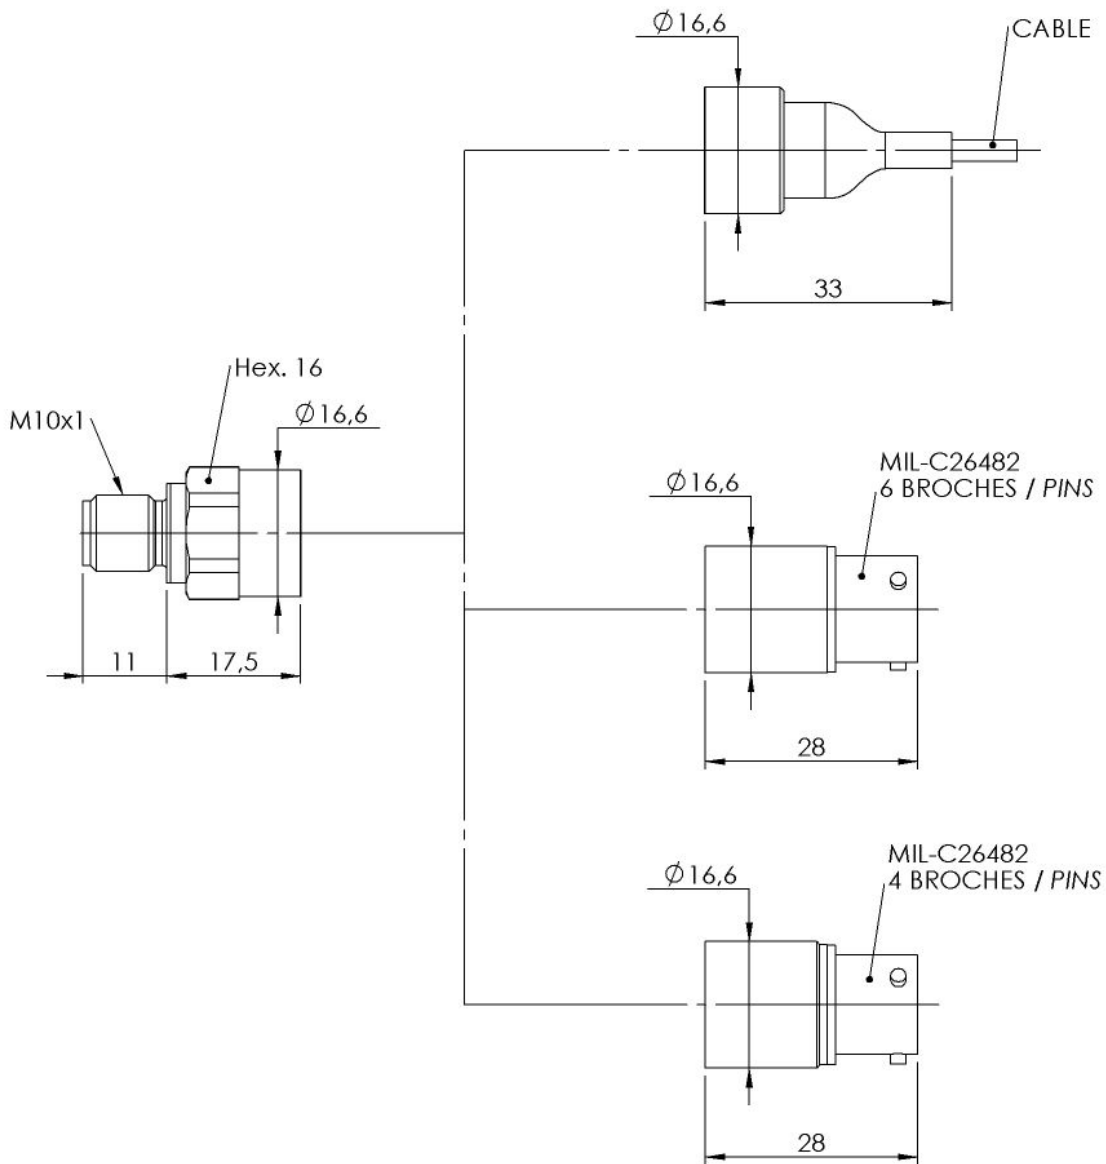 Ø16,6
CABLE
33
Hex. 16
M10x1
Ø16,6
11
17,5
MIL-C26482
6 BROCHES / PINS
Ø16,6
28
MIL-C26482
4 BROCHES / PINS
Ø16,6
28